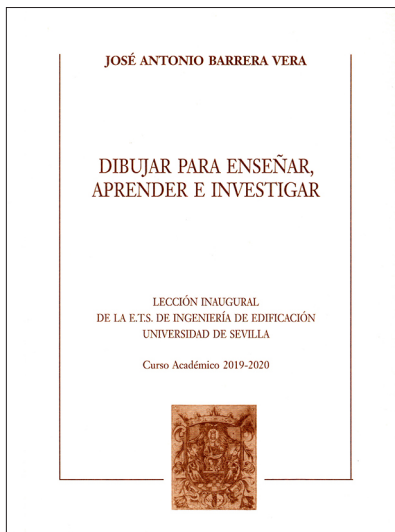 JOSÉ ANTONIO BARRERA VERA
DIBUJAR PARA ENSEÑAR,
APRENDER E INVESTIGAR
LECCIÓN INAUGURAL
DE LA E.T.S. DE INGENIERÍA DE EDIFICACIÓN
UNIVERSIDAD DE SEVILLA
Curso Académico 2019-2020